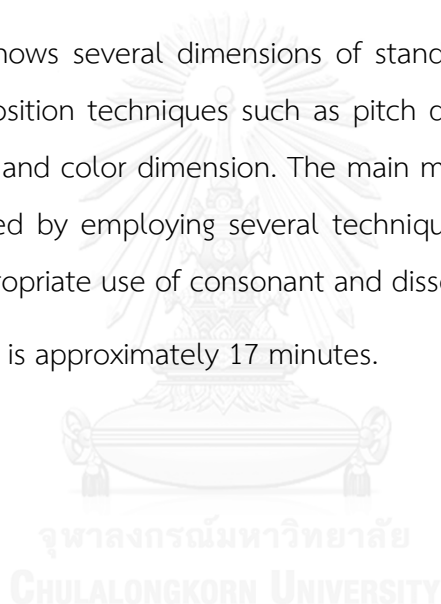 hows several dimensions of stand
osition techniques such as pitch
and color dimension. The main m
ed by employing several techniqu
ropriate use of consonant and disso
is approximately 17 minutes.
จุฬาลงกรณ์มหาวิทยาลัย
CHULALONGKORN UNIVERSITY